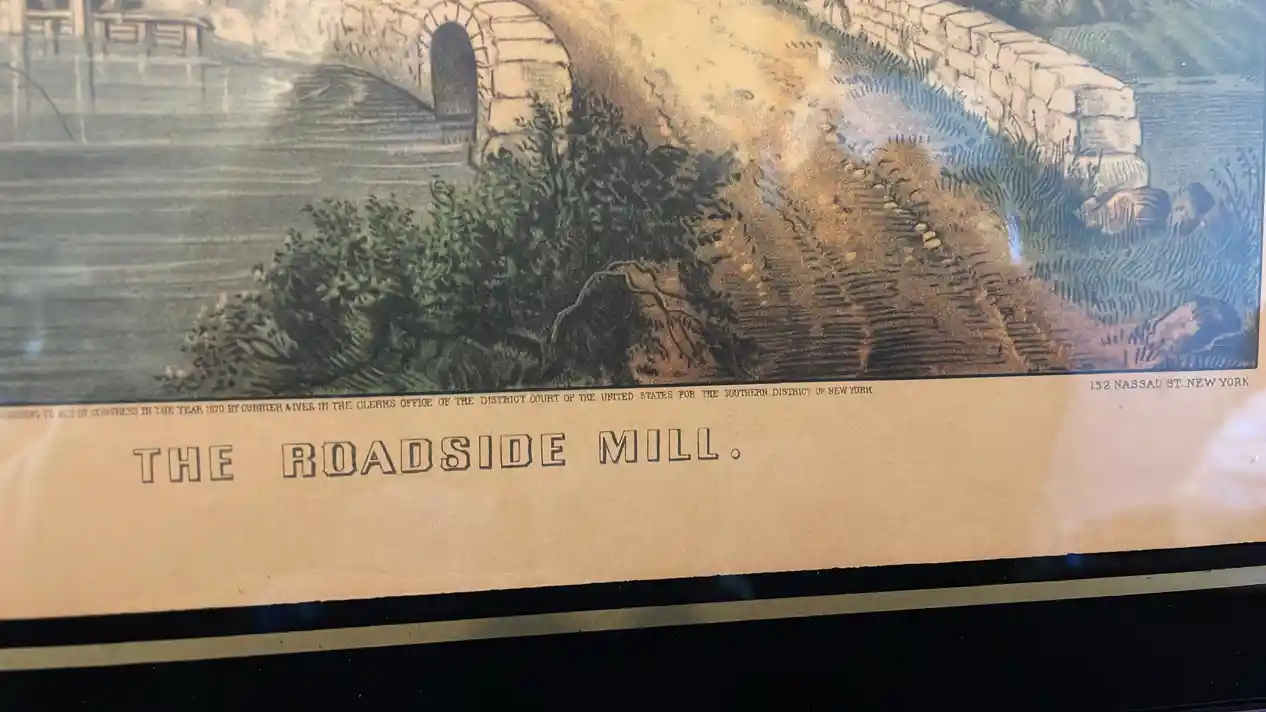 TO ACT OF CONGRESS IN THE YEAR 1870 BY CURRIER & IVES, IN THE CLERKS OFFICE OF THE DISTRICT COURT OF THE UNITED STATES FOR THE SOUTHERN DISTRICT OF NEW YORK
152 NASSAU ST. NEW YORK
THE ROADSIDE MILL.